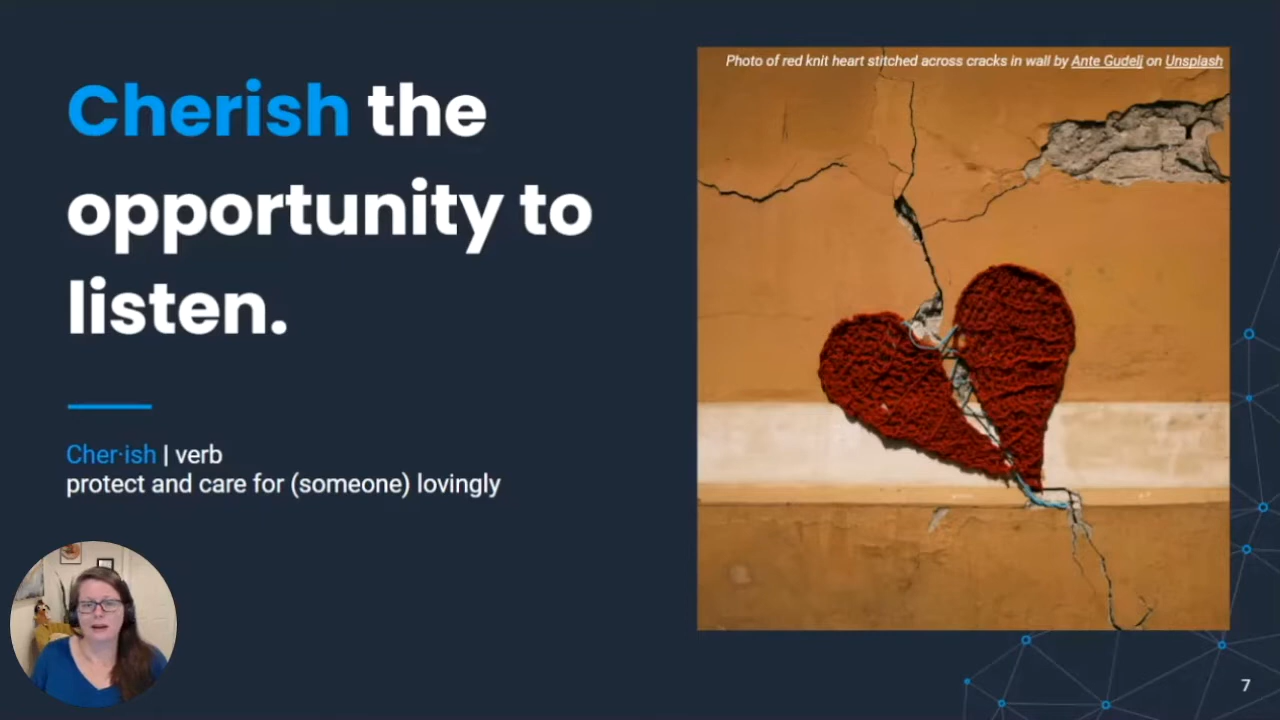 Photo of red knit heart stitched across cracks in wall by Ante Gudelj on Unsplash
Cherish the
opportunity to
listen.
Cher·ish | verb
protect and care for (someone) lovingly
7